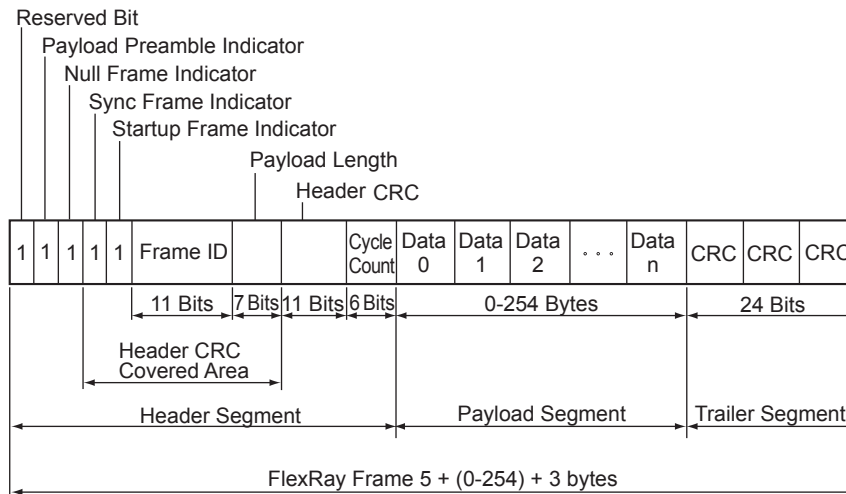 Reserved Bit
Payload Preamble Indicator
Null Frame Indicator
Sync Frame Indicator
Startup Frame Indicator
Payload Length
Header CRC
1 1 1 1 1 Frame ID Cycle Count Data 0 Data 1 Data 2 ∘ ∘ ∘ Data n CRC CRC CRC
11 Bits 7 Bits 11 Bits 6 Bits 0-254 Bytes 24 Bits
Header CRC
Covered Area
Header Segment Payload Segment Trailer Segment
FlexRay Frame 5 + (0-254) + 3 bytes